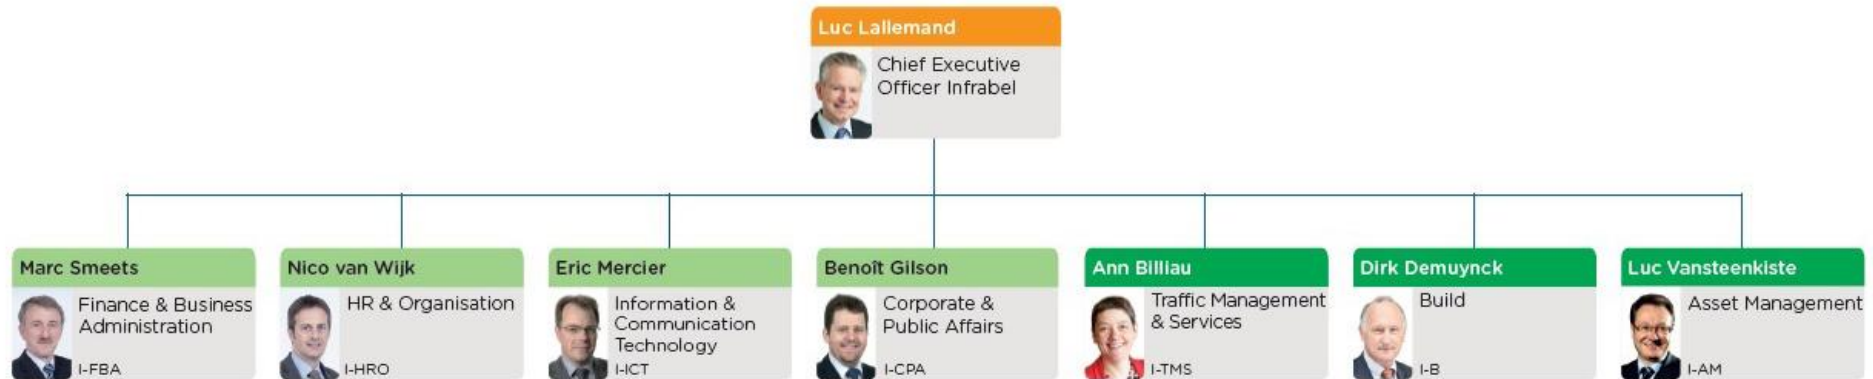 Luc Lallemand
Chief Executive
Officer Infrabel
Marc Smeets
Finance & Business
Administration
I-FBA
Nico van Wijk
HR & Organisation
I-HRO
Eric Mercier
Information &
Communication
Technology
I-ICT
Benoît Gilson
Corporate &
Public Affairs
I-CPA
Ann Billiau
Traffic Management
& Services
I-TMS
Dirk Demuynck
Build
I-B
Luc Vansteenkiste
Asset Management
I-AM